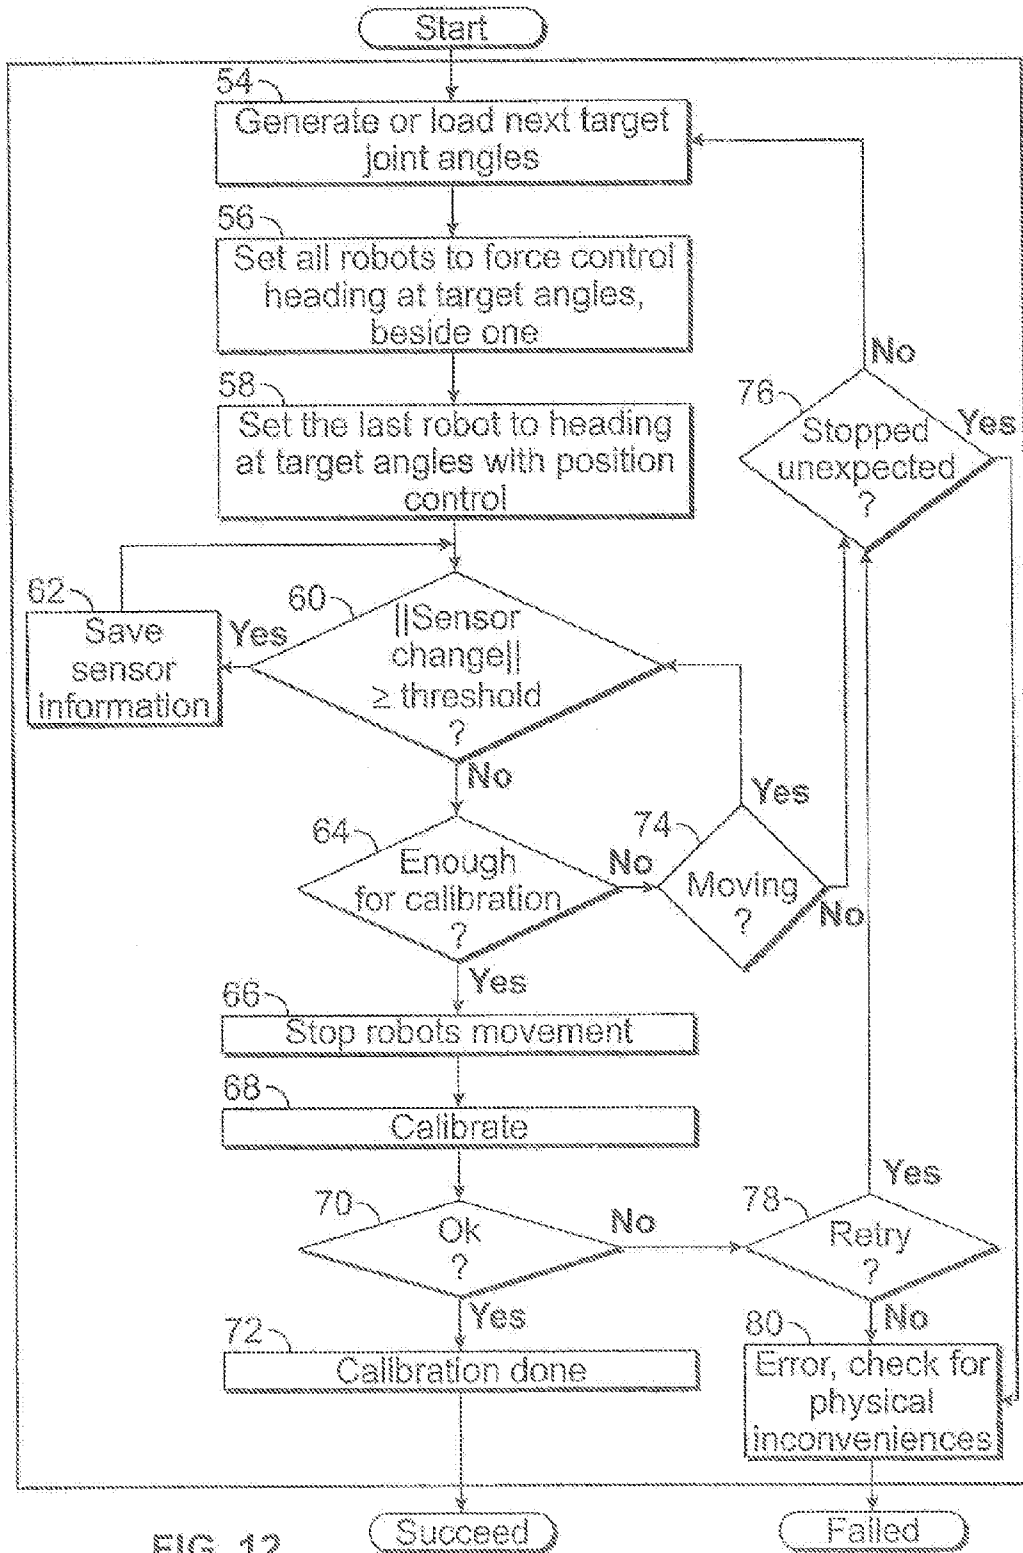 Start
54
Generate or load next target
joint angles
56
Set all robots to force control
heading at target angles,
beside one
No
58
Set the last robot to heading
at target angles with position
control
76
Stopped
unexpected
?
Yes
62
Save
sensor
information
Yes
60
||Sensor
change||
≥ threshold
?
No
Yes
64
Enough
for calibration
?
No
74
Moving
?
No
Yes
66
Stop robots movement
68
Calibrate
Yes
70
Ok
?
No
78
Retry
?
Yes
No
72
Calibration done
80
Error, check for
physical
inconveniences
FIG. 12
Succeed
Failed